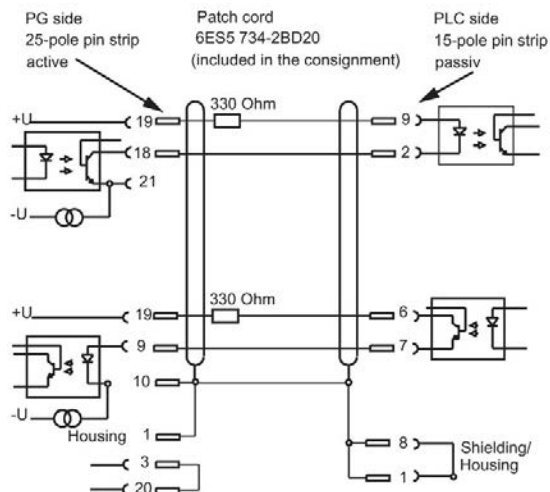 PG side
25-pole pin strip
active
Patch cord
6ES5 734-2BD20
(included in the consignment)
PLC side
15-pole pin strip
passiv
330 Ohm
+U
19
9
18
2
21
-U
330 Ohm
+U
19
6
9
7
10
-U
Housing
1
8
Shielding/
Housing
3
1
20